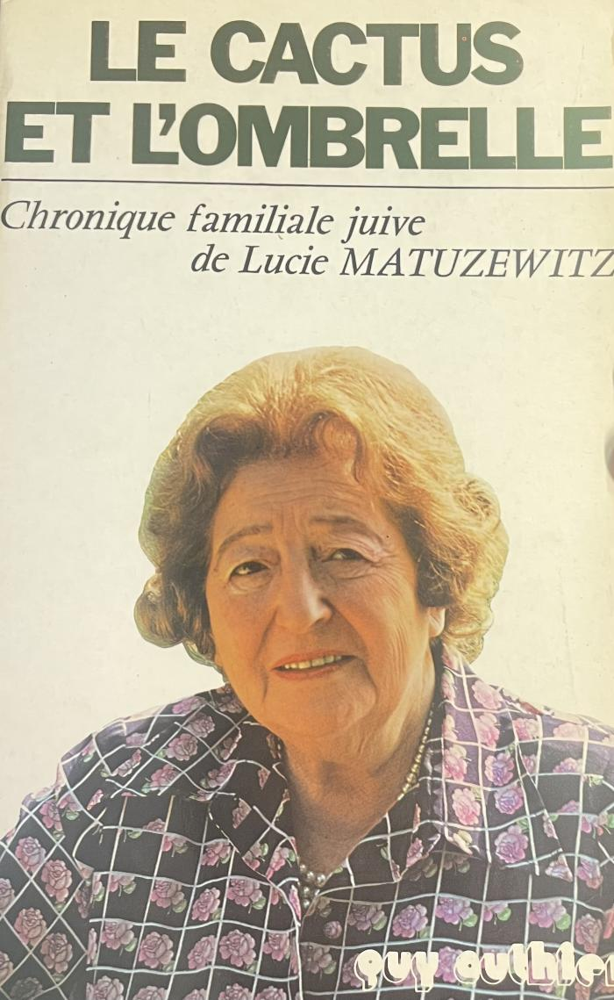 LE CACTUS
ET L'OMBRELLE
Chronique familiale juive
de Lucie MATUZEWITZ
guy authier